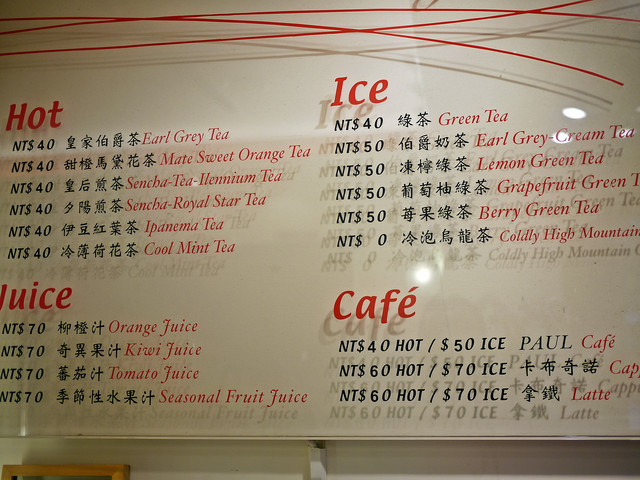 Hot
NT$ 40 皇家伯爵茶 Earl Grey Tea
NT$ 40 甜橙馬黛花茶 Mate Sweet Orange Tea
NT$ 40 皇后煎茶 Sencha-Tea-Ilennium Tea
NT$ 40 夕陽煎茶 Sencha-Royal Star Tea
NT$ 40 伊豆紅葉茶 Ipanema Tea
NT$ 40 冷薄荷花茶 Cool Mint Tea
Ice
NT$ 40 綠茶 Green Tea
NT$ 50 伯爵奶茶 Earl Grey-Cream Tea
NT$ 50 凍檸綠茶 Lemon Green Tea
NT$ 50 葡萄柚綠茶 Grapefruit Green T
NT$ 50 莓果綠茶 Berry Green Tea
NT$ 0 冷泡烏龍茶 Coldly High Mountain
Juice
NT$ 70 柳橙汁 Orange Juice
NT$ 70 奇異果汁 Kiwi Juice
NT$ 70 蕃茄汁 Tomato Juice
NT$ 70 季節性水果汁 Seasonal Fruit Juice
Café
NT$ 40 HOT / $ 50 ICE PAUL Café
NT$ 60 HOT / $ 70 ICE 卡布奇諾 Cap
NT$ 60 HOT / $ 70 ICE 拿鐵 Latte